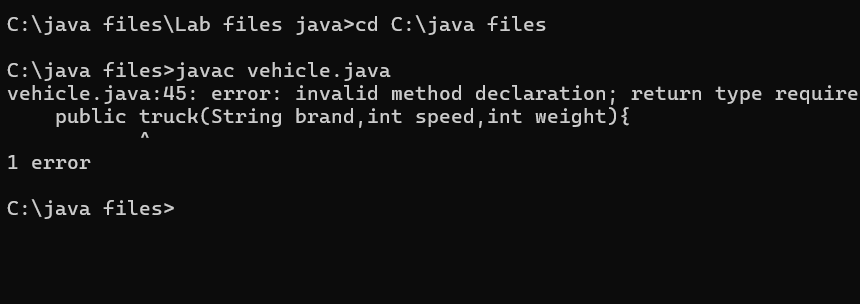 C:\java files\Lab files java>cd C:\java files
C:\java files>javac vehicle.java
vehicle.java:45: error: invalid method declaration; return type require
    public truck(String brand,int speed,int weight){
           ^
1 error
C:\java files>